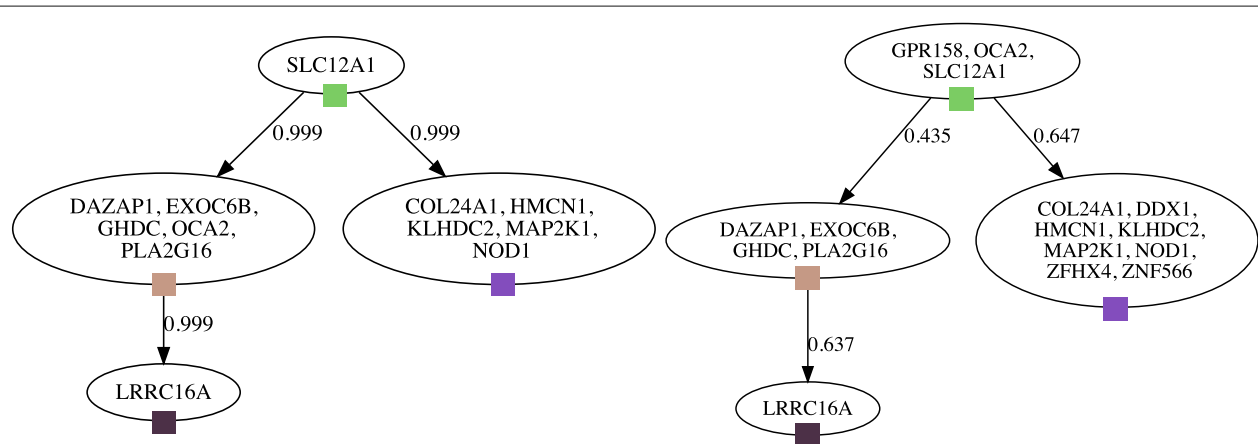 SLC12A1
0.999
0.999
DAZAP1, EXOC6B,
GHDC, OCA2,
PLA2G16
COL24A1, HMCN1,
KLHDC2, MAP2K1,
NOD1
0.999
LRRC16A
GPR158, OCA2,
SLC12A1
0.435
0.647
DAZAP1, EXOC6B,
GHDC, PLA2G16
COL24A1, DDX1,
HMCN1, KLHDC2,
MAP2K1, NOD1,
ZFHX4, ZNF566
0.637
LRRC16A